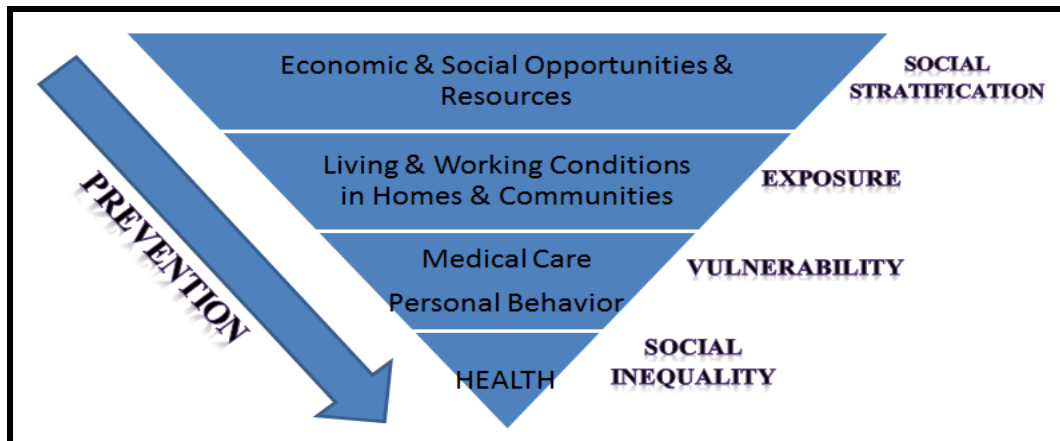 Economic & Social Opportunities &
Resources
SOCIAL
STRATIFICATION
Living & Working Conditions
in Homes & Communities
EXPOSURE
Medical Care
Personal Behavior
VULNERABILITY
HEALTH
SOCIAL
INEQUALITY
PREVENTION